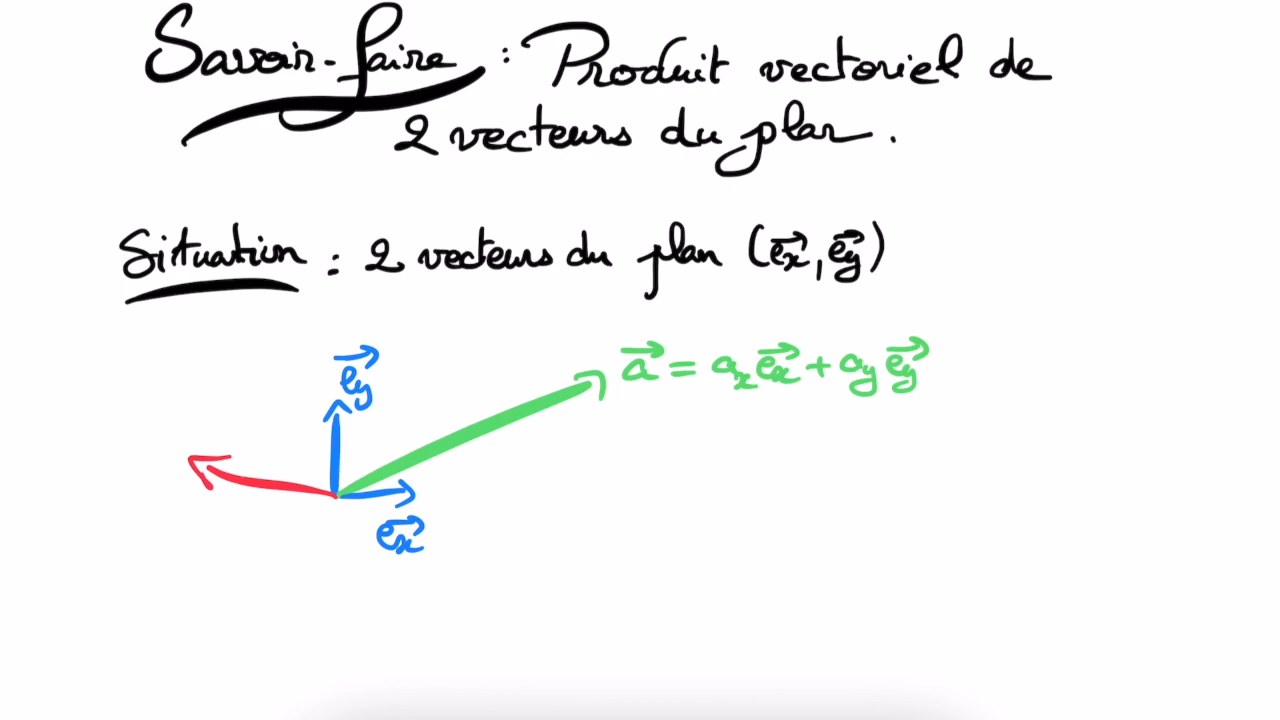 Savoir-faire : Produit vectoriel de
2 vecteurs du plan.
Situation : 2 vecteurs du plan (e⃗x, e⃗y)
a⃗ = ax e⃗x + ay e⃗y
e⃗y
e⃗x